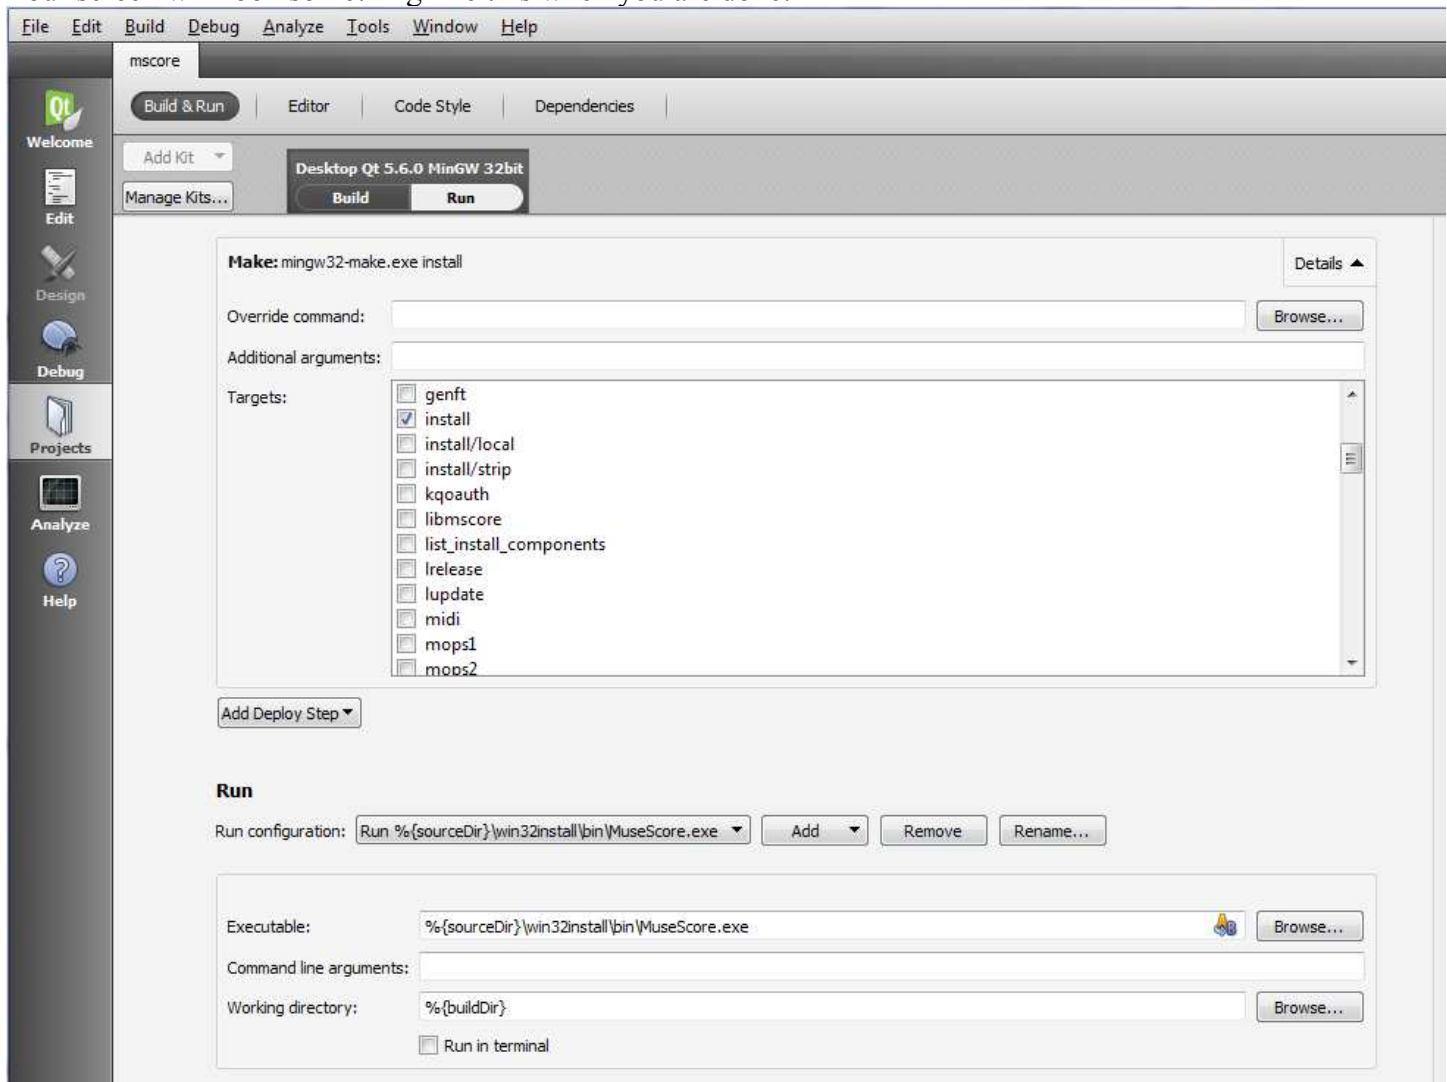 File Edit Build Debug Analyze Tools Window Help
mscore
Build & Run Editor Code Style Dependencies
Add Kit
Manage Kits...
Desktop Qt 5.6.0 MinGW 32bit
Build Run
Qt
Welcome
Edit
Design
Debug
Projects
Analyze
Help
Make: mingw32-make.exe install
Details
Override command:
Browse...
Additional arguments:
Targets:
genft
install
install/local
install/strip
kqoauth
libmscore
list_install_components
lrelease
lupdate
midi
mops1
mops2
Add Deploy Step
Run
Run configuration: Run %{sourceDir}\win32install\bin\MuseScore.exe Add Remove Rename...
Executable: %{sourceDir}\win32install\bin\MuseScore.exe Browse...
Command line arguments:
Working directory: %{buildDir} Browse...
Run in terminal